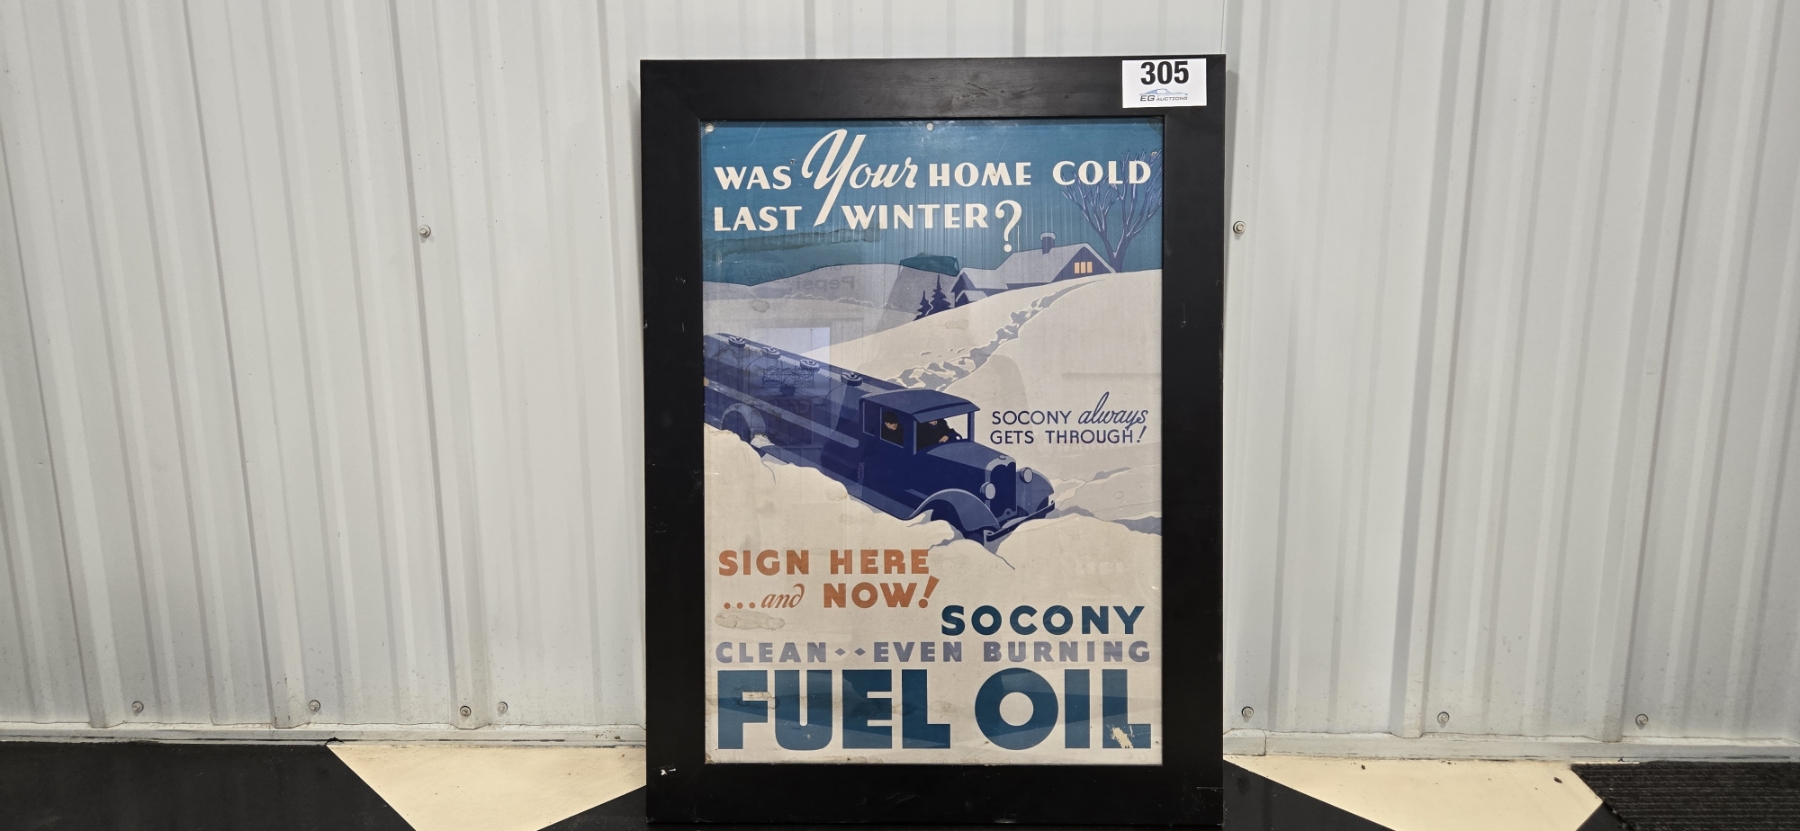 305
EG AUCTIONS
WAS Your HOME COLD
LAST WINTER?
SOCONY always
GETS THROUGH!
SIGN HERE
...and NOW!
SOCONY
CLEAN··EVEN BURNING
FUEL OIL